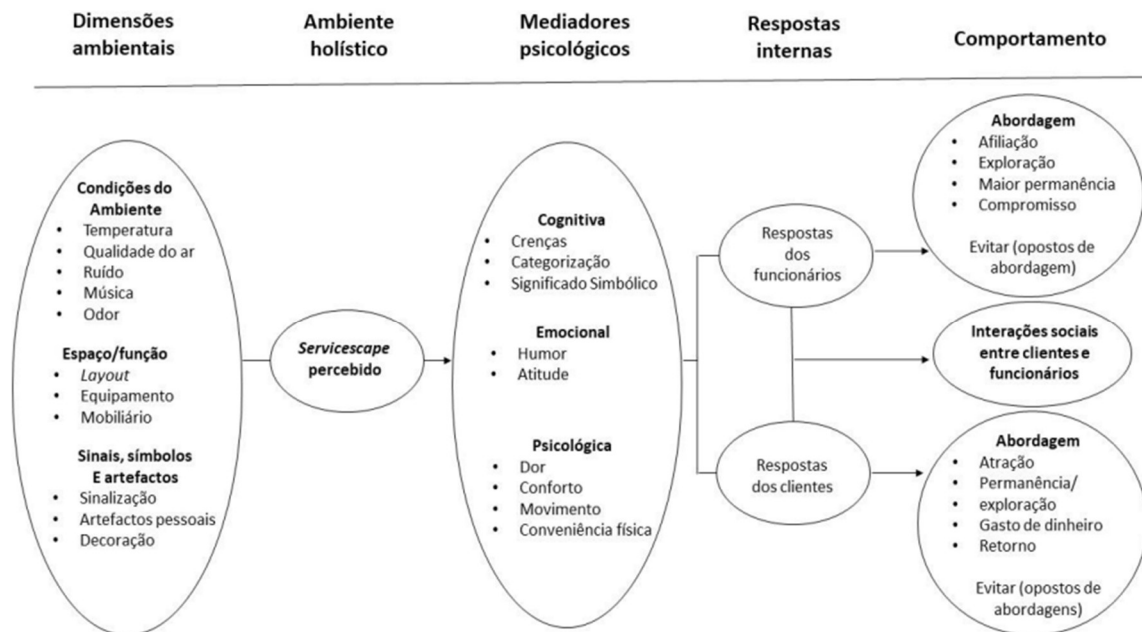 Dimensões
ambientais
Ambiente
holístico
Mediadores
psicológicos
Respostas
internas
Comportamento
Condições do
Ambiente
• Temperatura
• Qualidade do ar
• Ruído
• Música
• Odor
Espaço/função
• Layout
• Equipamento
• Mobiliário
Sinais, símbolos
E artefactos
• Sinalização
• Artefactos pessoais
• Decoração
Servicescape
percebido
Cognitiva
• Crenças
• Categorização
• Significado Simbólico
Emocional
• Humor
• Atitude
Psicológica
• Dor
• Conforto
• Movimento
• Conveniência física
Respostas
dos
funcionários
Respostas
dos clientes
Abordagem
• Afiliação
• Exploração
• Maior permanência
• Compromisso
Evitar (opostos de
abordagem)
Interações sociais
entre clientes e
funcionários
Abordagem
• Atração
• Permanência/
• exploração
• Gasto de dinheiro
• Retorno
Evitar (opostos de
abordagens)